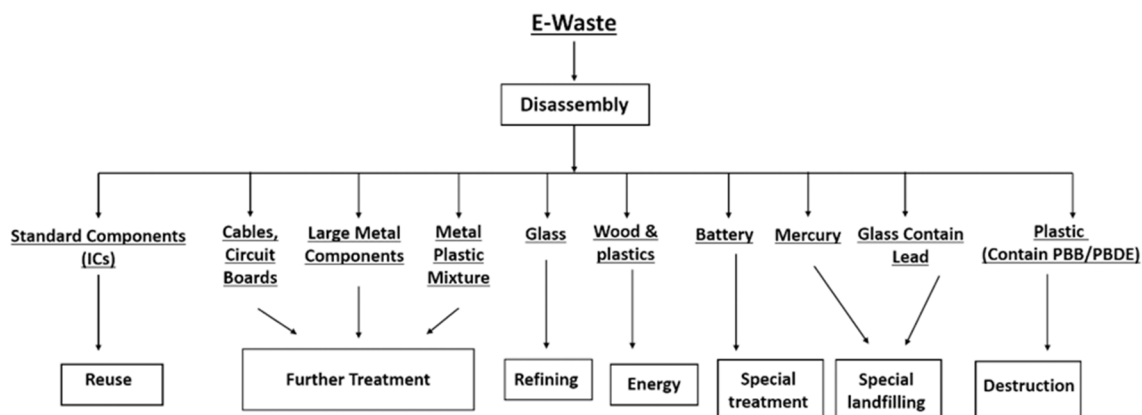 E-Waste
Disassembly
Standard Components
(ICs)
Cables,
Circuit
Boards
Large Metal
Components
Metal
Plastic
Mixture
Glass
Wood &
plastics
Battery
Mercury
Glass Contain
Lead
Plastic
(Contain PBB/PBDE)
Reuse
Further Treatment
Refining
Energy
Special
treatment
Special
landfilling
Destruction